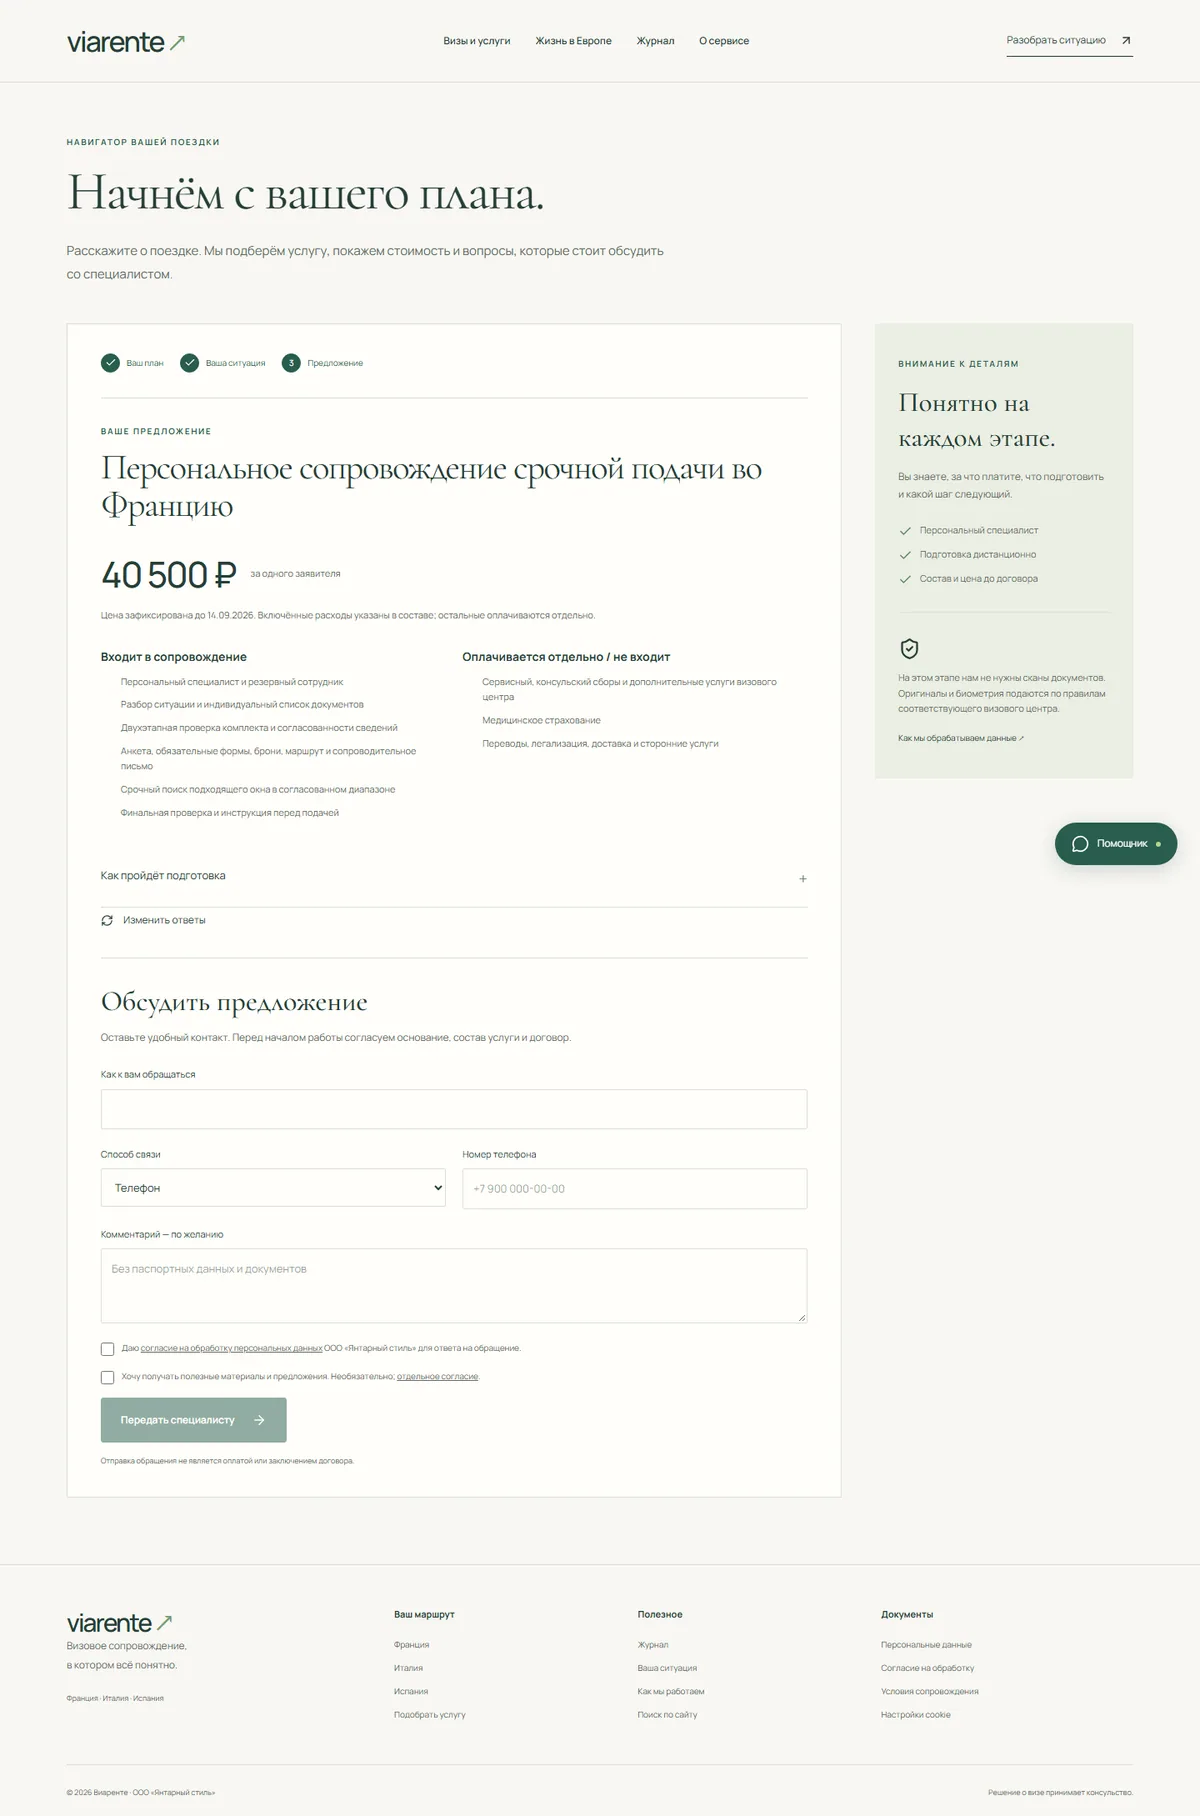 viarente ↗
Визы и услуги Жизнь в Европе Журнал О сервисе
Разобрать ситуацию ↗
НАВИГАТОР ВАШЕЙ ПОЕЗДКИ
Начнём с вашего плана.
Расскажите о поездке. Мы подберём услугу, покажем стоимость и вопросы, которые стоит обсудить
со специалистом.
Ваш план Ваша ситуация 3 Предложение
ВАШЕ ПРЕДЛОЖЕНИЕ
Персональное сопровождение срочной подачи во
Францию
40 500 ₽ за одного заявителя
Цена зафиксирована до 14.09.2026. Включённые расходы указаны в составе; остальные оплачиваются отдельно.
Входит в сопровождение
Персональный специалист и резервный сотрудник
Разбор ситуации и индивидуальный список документов
Двухэтапная проверка комплекта и согласованности сведений
Анкета, обязательные формы, брони, маршрут и сопроводительное
письмо
Срочный поиск подходящего окна в согласованном диапазоне
Финальная проверка и инструкция перед подачей
Оплачивается отдельно / не входит
Сервисный, консульский сборы и дополнительные услуги визового
центра
Медицинское страхование
Переводы, легализация, доставка и сторонние услуги
Как пройдёт подготовка +
Изменить ответы
Обсудить предложение
Оставьте удобный контакт. Перед началом работы согласуем основание, состав услуги и договор.
Как к вам обращаться
Способ связи
Телефон
Номер телефона
+7 900 000-00-00
Комментарий — по желанию
Без паспортных данных и документов
Даю согласие на обработку персональных данных ООО «Янтарный стиль» для ответа на обращение.
Хочу получать полезные материалы и предложения. Необязательно; отдельное согласие.
Передать специалисту →
Отправка обращения не является оплатой или заключением договора.
ВНИМАНИЕ К ДЕТАЛЯМ
Понятно на
каждом этапе.
Вы знаете, за что платите, что подготовить
и какой шаг следующий.
Персональный специалист
Подготовка дистанционно
Состав и цена до договора
На этом этапе нам не нужны сканы документов.
Оригиналы и биометрия подаются по правилам
соответствующего визового центра.
Как мы обрабатываем данные ↗
Помощник
viarente ↗
Визовое сопровождение,
в котором всё понятно.
Франция · Италия · Испания
Ваш маршрут
Франция
Италия
Испания
Подобрать услугу
Полезное
Журнал
Ваша ситуация
Как мы работаем
Поиск по сайту
Документы
Персональные данные
Согласие на обработку
Условия сопровождения
Настройки cookie
© 2026 Виаренте · ООО «Янтарный стиль»
Решение о визе принимает консульство.